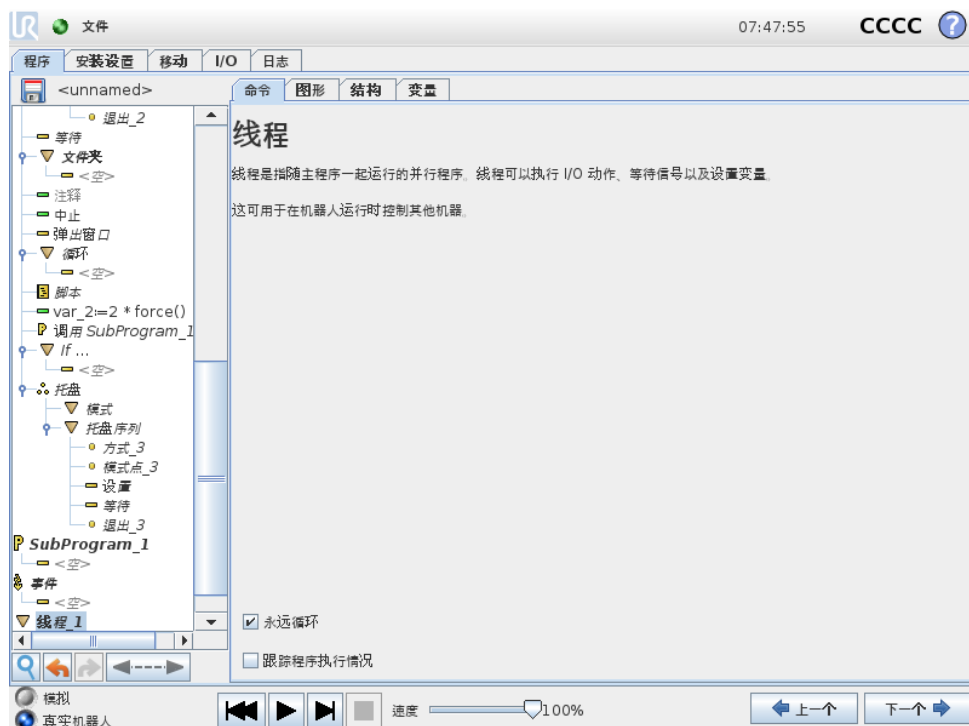 UR 文件 07:47:55 CCCC ?
程序 安装设置 移动 I/O 日志
<unnamed>
命令 图形 结构 变量
退出_2
等待
文件夹
<空>
注释
中止
弹出窗口
循环
<空>
脚本
var_2:=2 * force()
调用 SubProgram_1
If ...
<空>
托盘
模式
托盘序列
方式_3
模式点_3
设置
等待
退出_3
P SubProgram_1
<空>
事件
<空>
线程_1
线程
线程是指随主程序一起运行的并行程序。线程可以执行 I/O 动作、等待信号以及设置变量。
这可用于在机器人运行时控制其他机器。
永远循环
跟踪程序执行情况
模拟
真实机器人
速度 100%
上一个 下一个